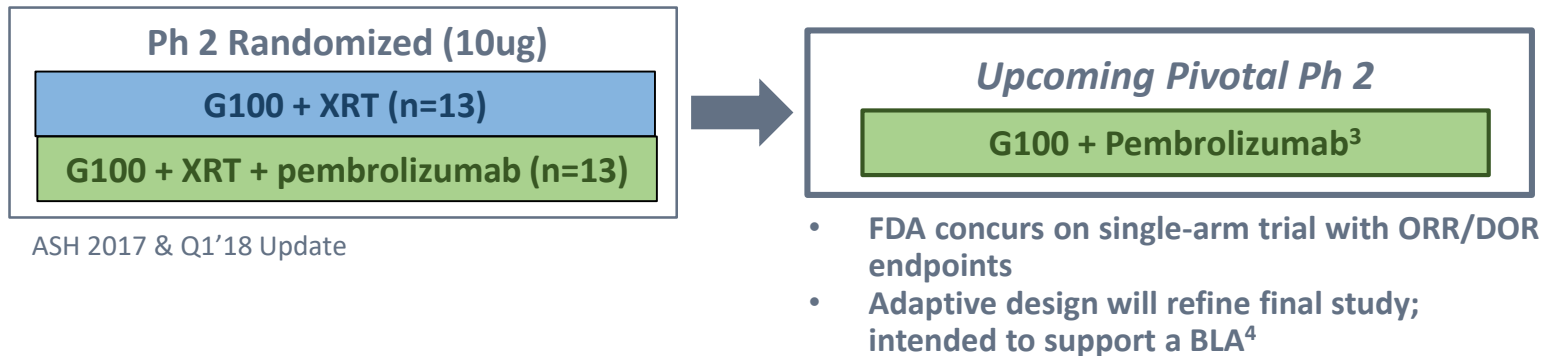 Ph 2 Randomized (10ug)
G100 + XRT (n=13)
G100 + XRT + pembrolizumab (n=13)
ASH 2017 & Q1’18 Update
Upcoming Pivotal Ph 2
G100 + Pembrolizumab³
• FDA concurs on single-arm trial with ORR/DOR
endpoints
• Adaptive design will refine final study;
intended to support a BLA⁴